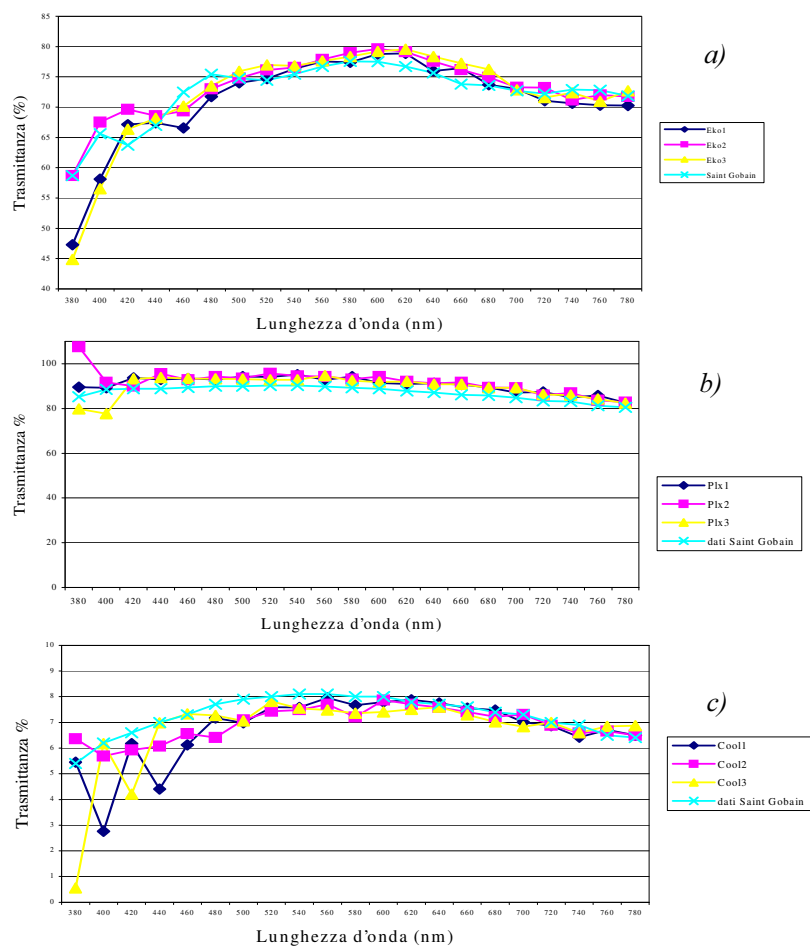 85
80
75
70
65
60
55
50
45
40
Trasmittanza (%)
380 400 420 440 460 480 500 520 540 560 580 600 620 640 660 680 700 720 740 760 780
Lunghezza d'onda (nm)
a)
Eko1
Eko2
Eko3
Saint Gobain
100
80
60
40
20
0
Trasmittanza %
380 400 420 440 460 480 500 520 540 560 580 600 620 640 660 680 700 720 740 760 780
Lunghezza d'onda (nm)
b)
Plx1
Plx2
Plx3
dati Saint Gobain
10
9
8
7
6
5
4
3
2
1
0
Trasmittanza %
380 400 420 440 460 480 500 520 540 560 580 600 620 640 660 680 700 720 740 760 780
Lunghezza d'onda (nm)
c)
Cool1
Cool2
Cool3
dati Saint Gobain